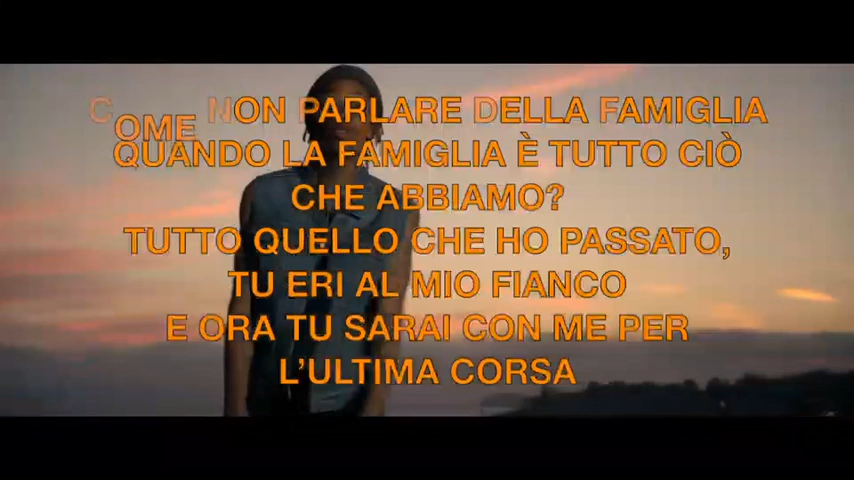 COME NON PARLARE DELLA FAMIGLIA
QUANDO LA FAMIGLIA È TUTTO CIÒ
CHE ABBIAMO?
TUTTO QUELLO CHE HO PASSATO,
TU ERI AL MIO FIANCO
E ORA TU SARAI CON ME PER
L’ULTIMA CORSA